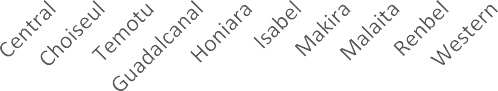 Central
Choiseul
Temotu
Guadalcanal
Honiara
Isabel
Makira
Malaita
Renbel
Western